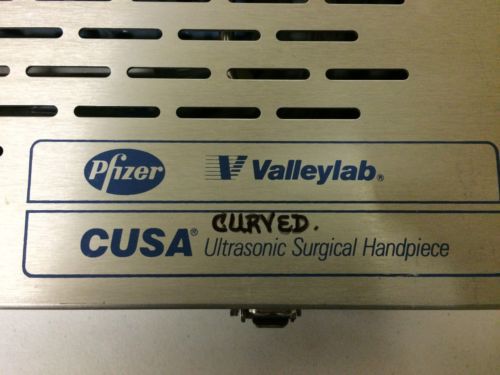 Pfizer Valleylab®
CURVED.
CUSA® Ultrasonic Surgical Handpiece